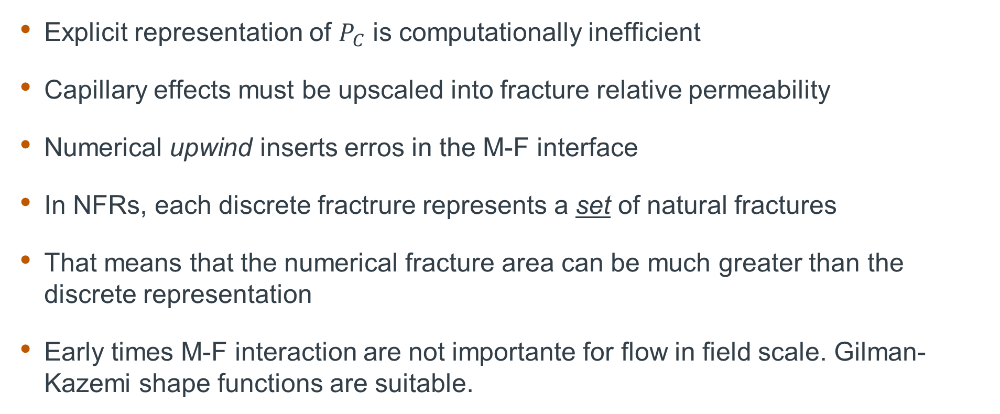 • Explicit representation of P_C is computationally inefficient
• Capillary effects must be upscaled into fracture relative permeability
• Numerical upwind inserts erros in the M-F interface
• In NFRs, each discrete fractrure represents a set of natural fractures
• That means that the numerical fracture area can be much greater than the
discrete representation
• Early times M-F interaction are not importante for flow in field scale. Gilman-
Kazemi shape functions are suitable.